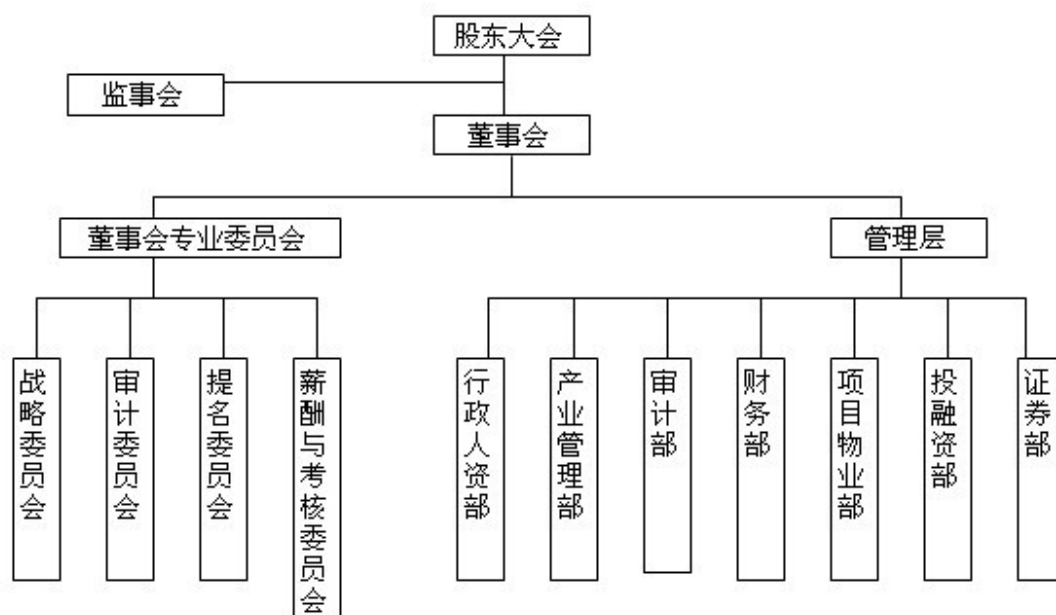 股东大会
监事会
董事会
董事会专业委员会
管理层
战略委员会
审计委员会
提名委员会
薪酬与考核委员会
行政人资部
产业管理部
审计部
财务部
项目物业部
投融资部
证券部